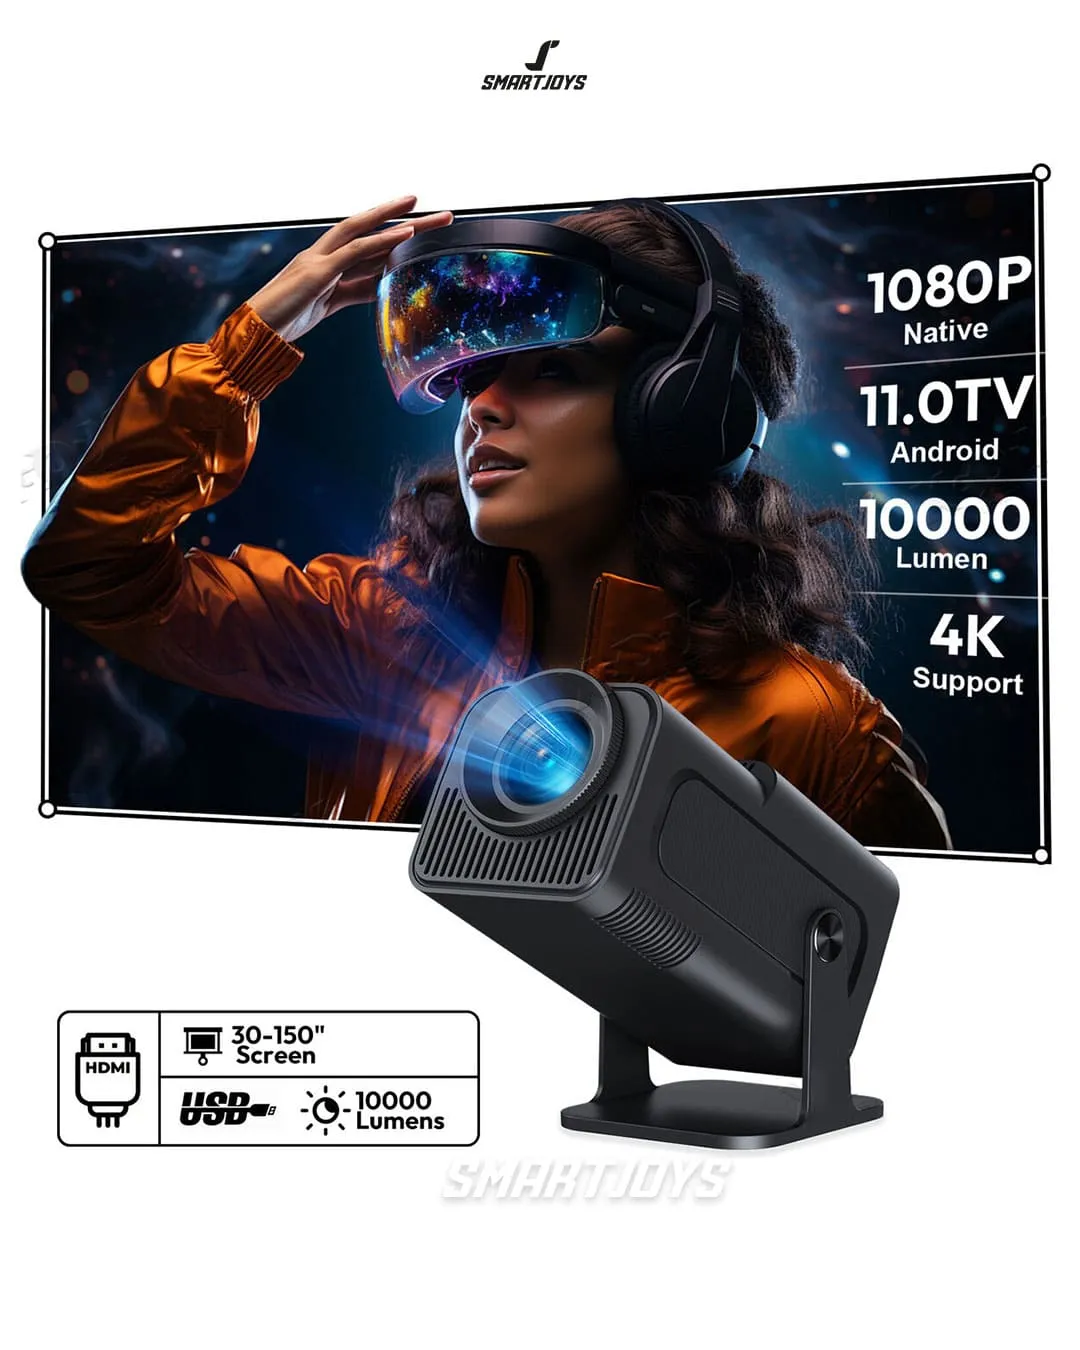 SMARTJOYS
1080P
Native
11.0TV
Android
10000
Lumen
4K
Support
HDMI
30-150"
Screen
USB
10000
Lumens
SMARTJOYS